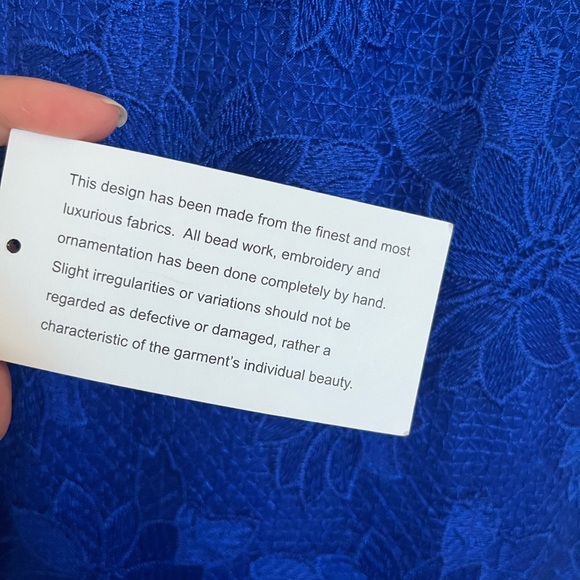 This design has been made from the finest and most
luxurious fabrics.  All bead work, embroidery and
ornamentation has been done completely by hand.
Slight irregularities or variations should not be
regarded as defective or damaged, rather a
characteristic of the garment's individual beauty.